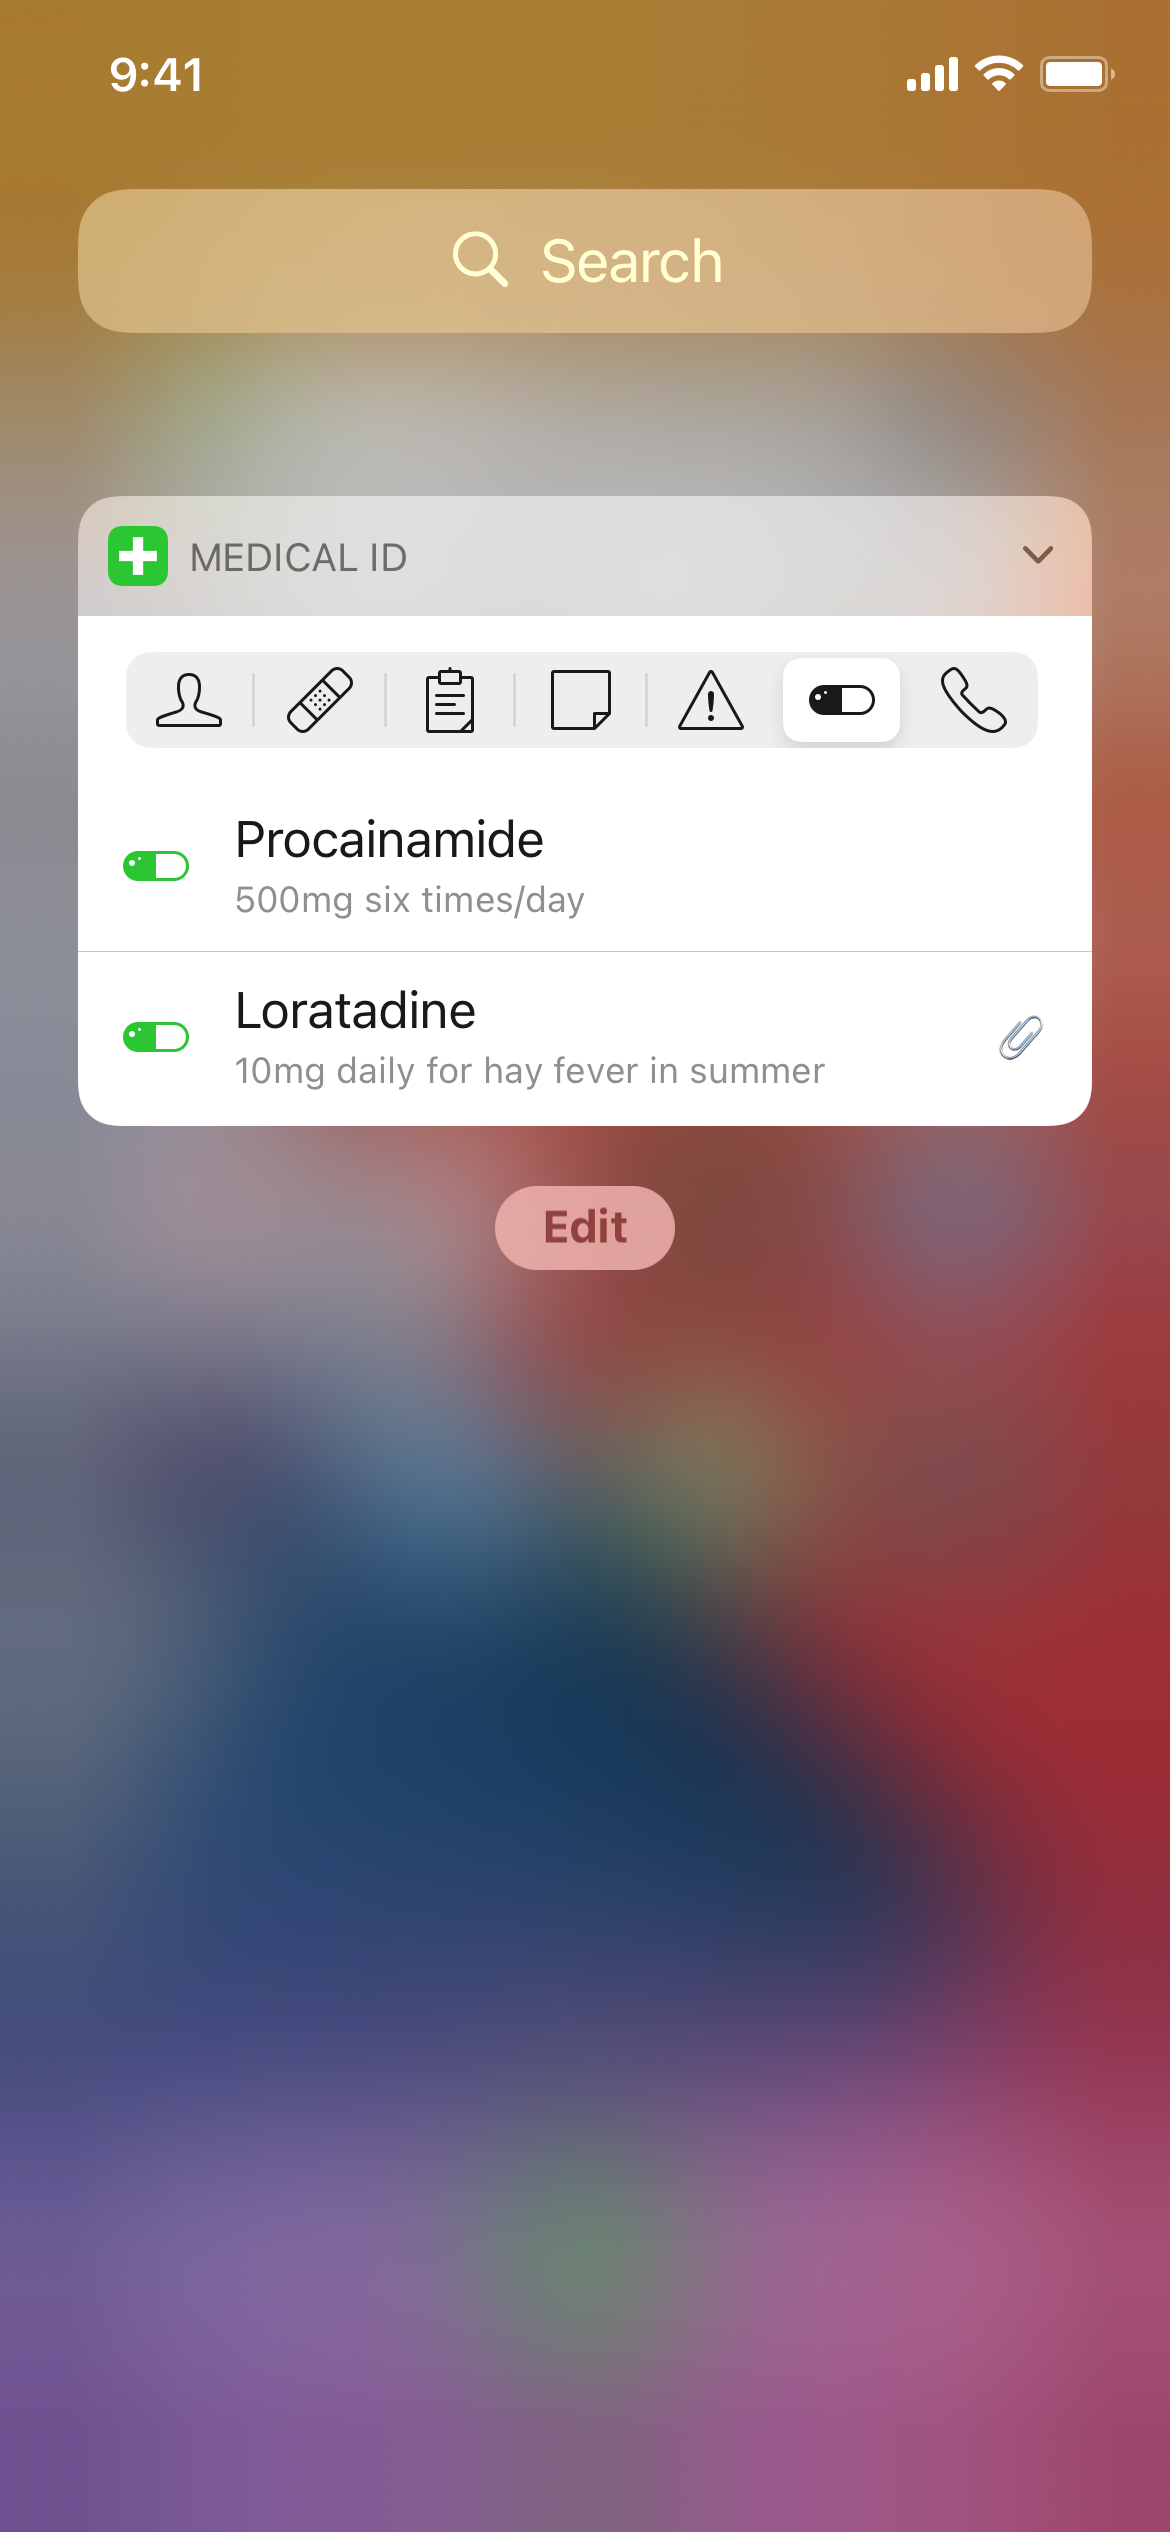 9:41
Search
MEDICAL ID
Procainamide
500mg six times/day
Loratadine
10mg daily for hay fever in summer
Edit